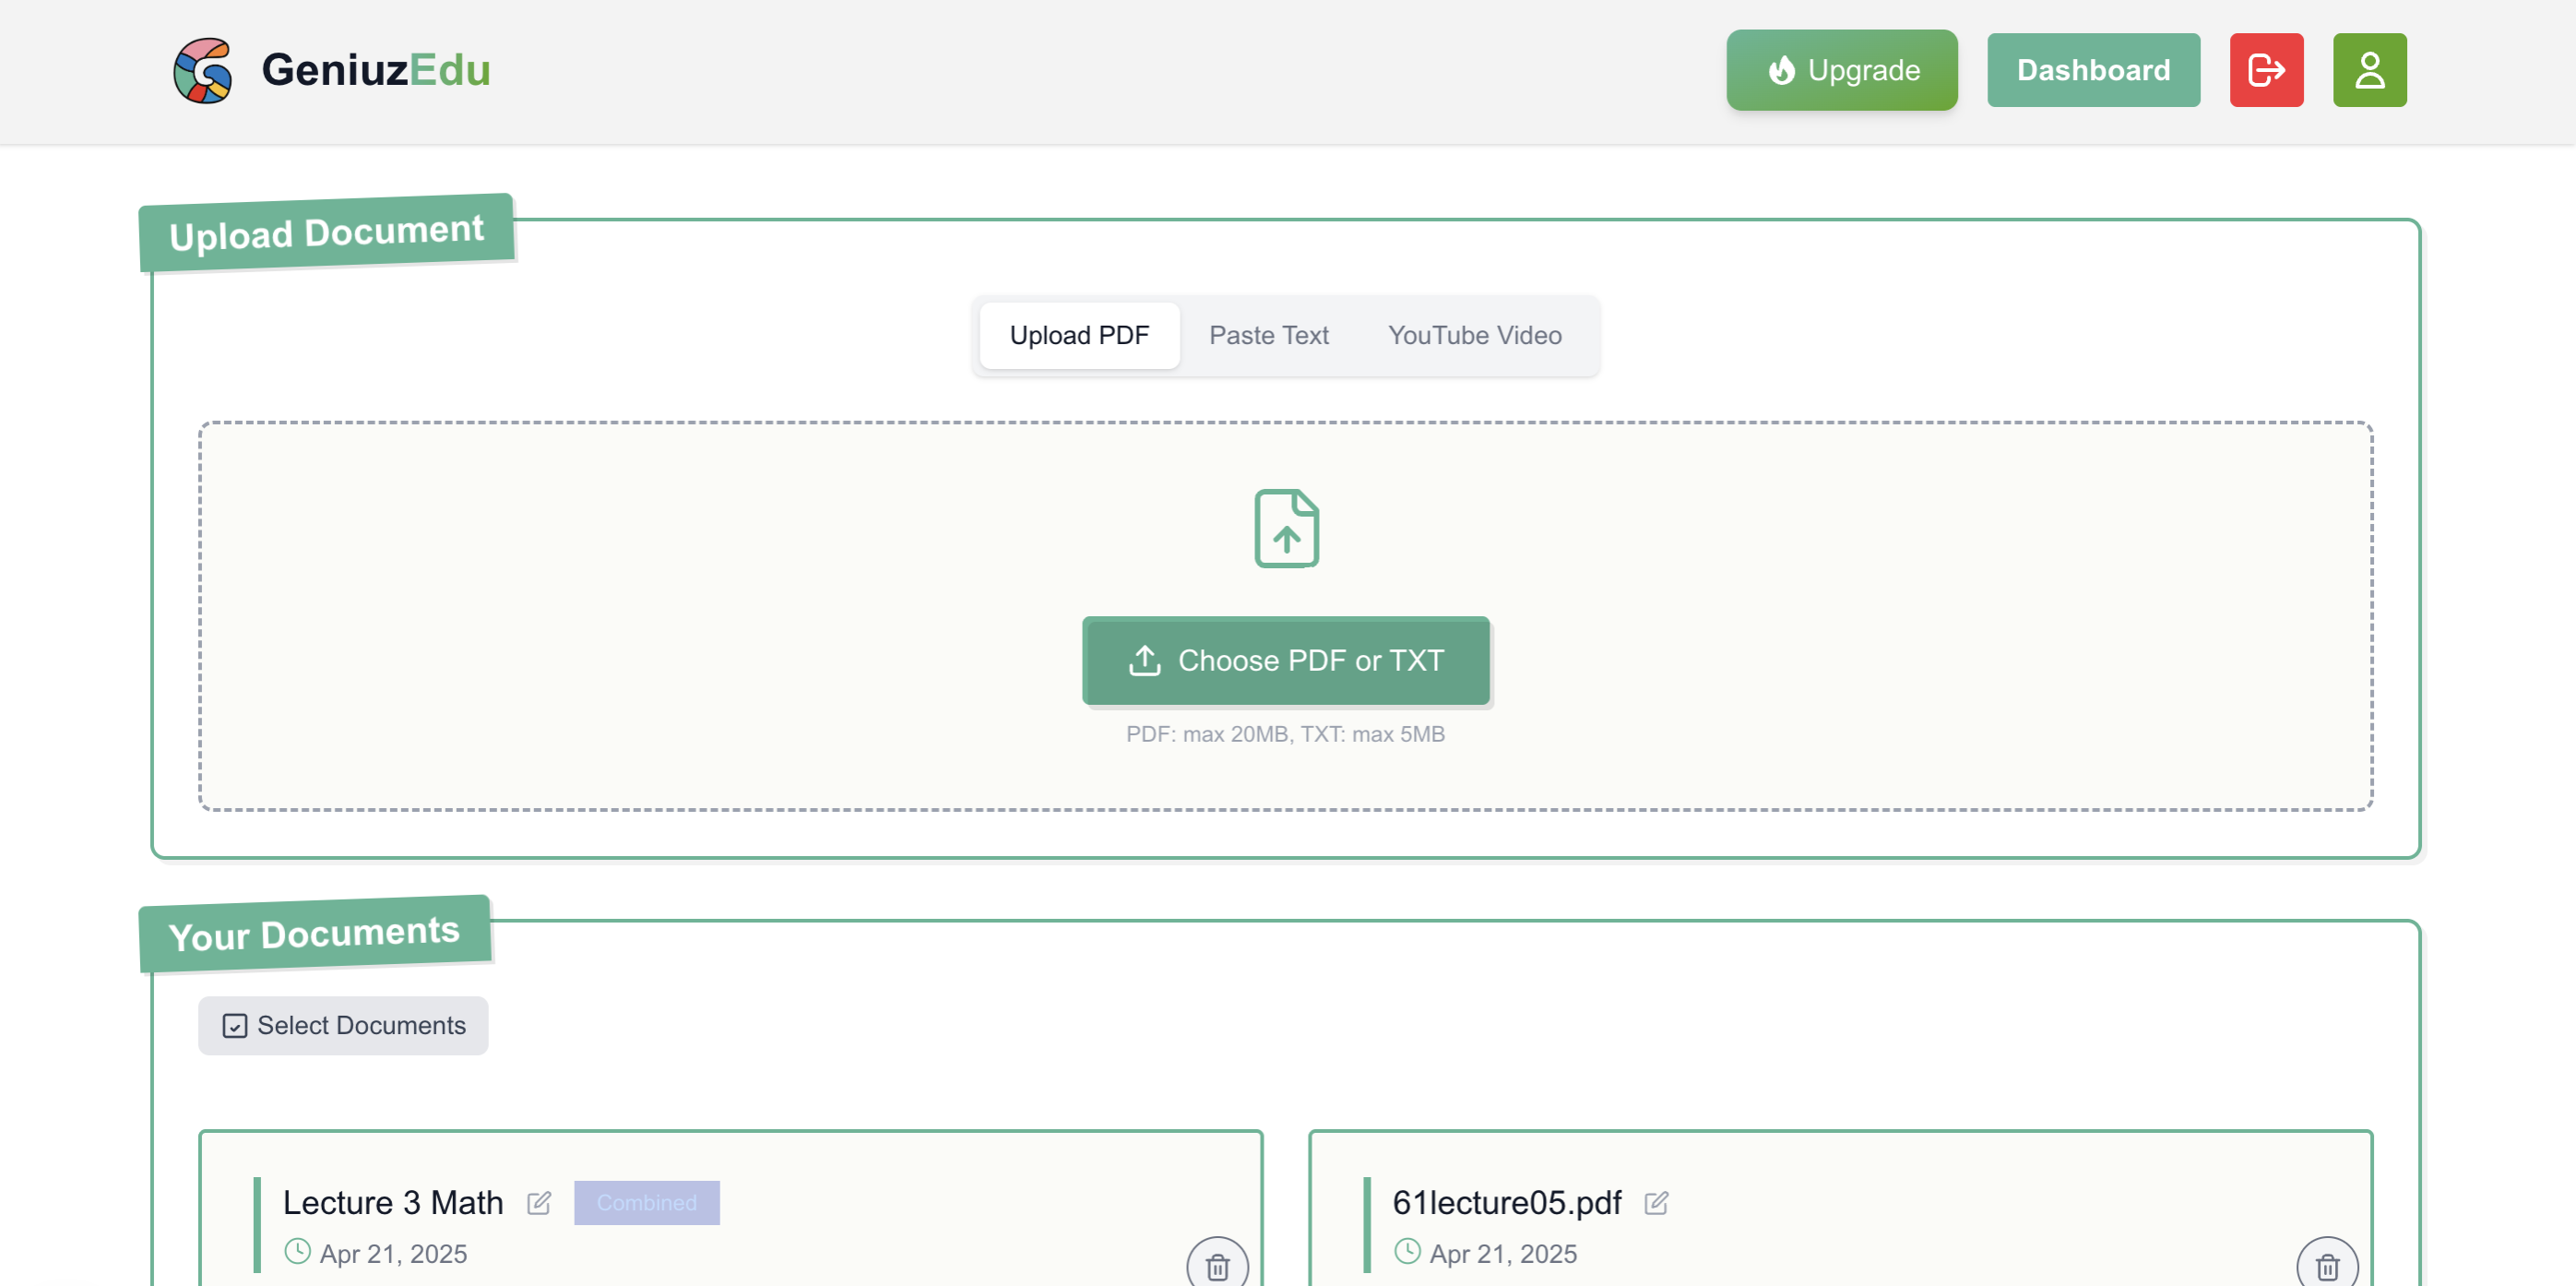 GeniuzEdu
Upgrade
Dashboard
Upload Document
Upload PDF
Paste Text
YouTube Video
Choose PDF or TXT
PDF: max 20MB, TXT: max 5MB
Your Documents
Select Documents
Lecture 3 Math
Combined
Apr 21, 2025
61lecture05.pdf
Apr 21, 2025